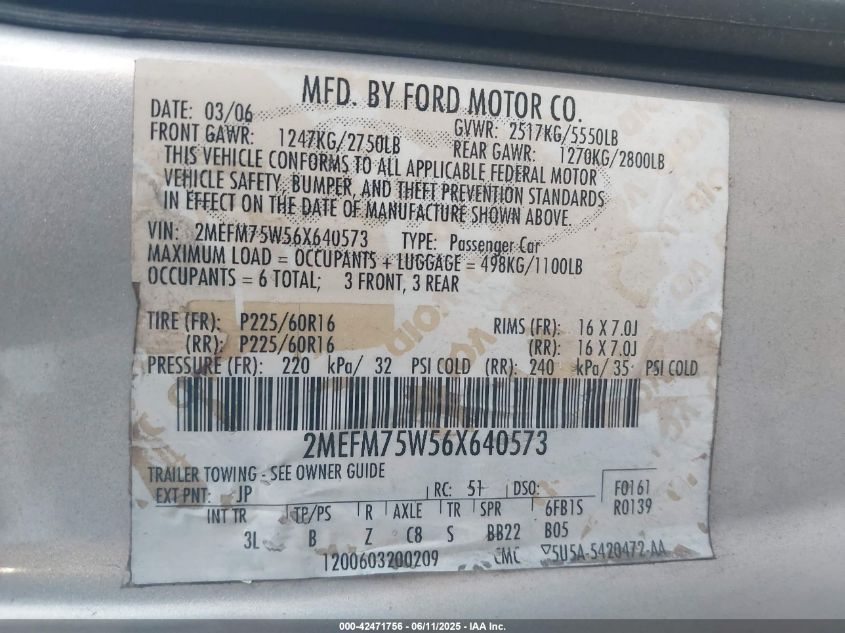 MFD. BY FORD MOTOR CO.
DATE: 03/06 GVWR: 2517KG/5550LB
FRONT GAWR: 1247KG/2750LB REAR GAWR: 1270KG/2800LB
THIS VEHICLE CONFORMS TO ALL APPLICABLE FEDERAL MOTOR
VEHICLE SAFETY, BUMPER, AND THEFT PREVENTION STANDARDS
IN EFFECT ON THE DATE OF MANUFACTURE SHOWN ABOVE.
VIN: 2MEFM75W56X640573 TYPE: Passenger Car
MAXIMUM LOAD = OCCUPANTS + LUGGAGE = 498KG/1100LB
OCCUPANTS = 6 TOTAL; 3 FRONT, 3 REAR
TIRE (FR): P225/60R16 RIMS (FR): 16 X 7.0J
(RR): P225/60R16 (RR): 16 X 7.0J
PRESSURE (FR): 220 kPa/ 32 PSI COLD (RR): 240 kPa/ 35 PSI COLD
2MEFM75W56X640573
TRAILER TOWING - SEE OWNER GUIDE
EXT PNT: JP RC: 51 DSO: F0161
INT TR TP/PS R AXLE TR SPR 6FB1S R0139
3L B Z C8 S BB22 B05
1200603200209 CMC ▽5U5A-5420472-AA
000-42471756 - 06/11/2025 - IAA Inc.